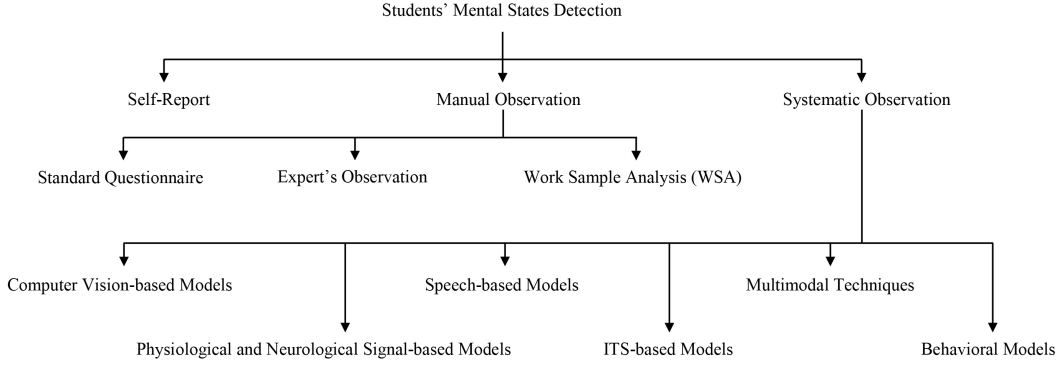 Students’ Mental States Detection
Self-Report
Manual Observation
Systematic Observation
Standard Questionnaire
Expert’s Observation
Work Sample Analysis (WSA)
Computer Vision-based Models
Speech-based Models
Multimodal Techniques
Physiological and Neurological Signal-based Models
ITS-based Models
Behavioral Models